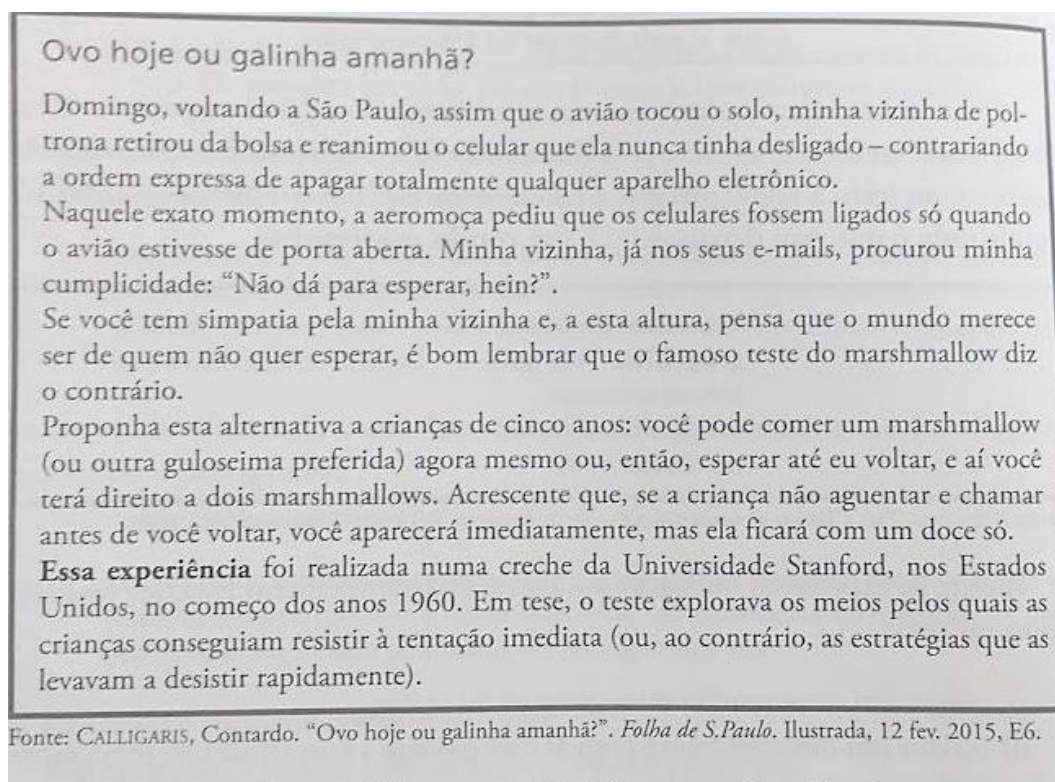 Ovo hoje ou galinha amanhã?
Domingo, voltando a São Paulo, assim que o avião tocou o solo, minha vizinha de pol-
trona retirou da bolsa e reanimou o celular que ela nunca tinha desligado – contrariando
a ordem expressa de apagar totalmente qualquer aparelho eletrônico.
Naquele exato momento, a aeromoça pediu que os celulares fossem ligados só quando
o avião estivesse de porta aberta. Minha vizinha, já nos seus e-mails, procurou minha
cumplicidade: “Não dá para esperar, hein?”.
Se você tem simpatia pela minha vizinha e, a esta altura, pensa que o mundo merece
ser de quem não quer esperar, é bom lembrar que o famoso teste do marshmallow diz
o contrário.
Proponha esta alternativa a crianças de cinco anos: você pode comer um marshmallow
(ou outra guloseima preferida) agora mesmo ou, então, esperar até eu voltar, e aí você
terá direito a dois marshmallows. Acrescente que, se a criança não aguentar e chamar
antes de você voltar, você aparecerá imediatamente, mas ela ficará com um doce só.
Essa experiência foi realizada numa creche da Universidade Stanford, nos Estados
Unidos, no começo dos anos 1960. Em tese, o teste explorava os meios pelos quais as
crianças conseguiam resistir à tentação imediata (ou, ao contrário, as estratégias que as
levavam a desistir rapidamente).
Fonte: CALLIGARIS, Contardo. “Ovo hoje ou galinha amanhã?”. Folha de S.Paulo. Ilustrada, 12 fev. 2015, E6.